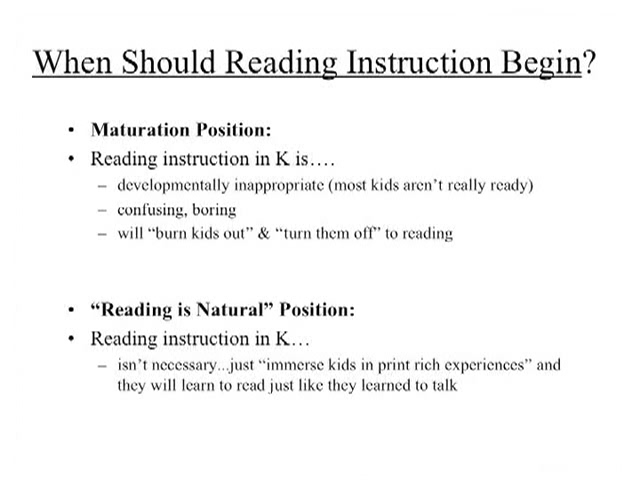 When Should Reading Instruction Begin?
• Maturation Position:
• Reading instruction in K is….
– developmentally inappropriate (most kids aren’t really ready)
– confusing, boring
– will “burn kids out” & “turn them off” to reading
• “Reading is Natural” Position:
• Reading instruction in K…
– isn’t necessary...just “immerse kids in print rich experiences” and
they will learn to read just like they learned to talk